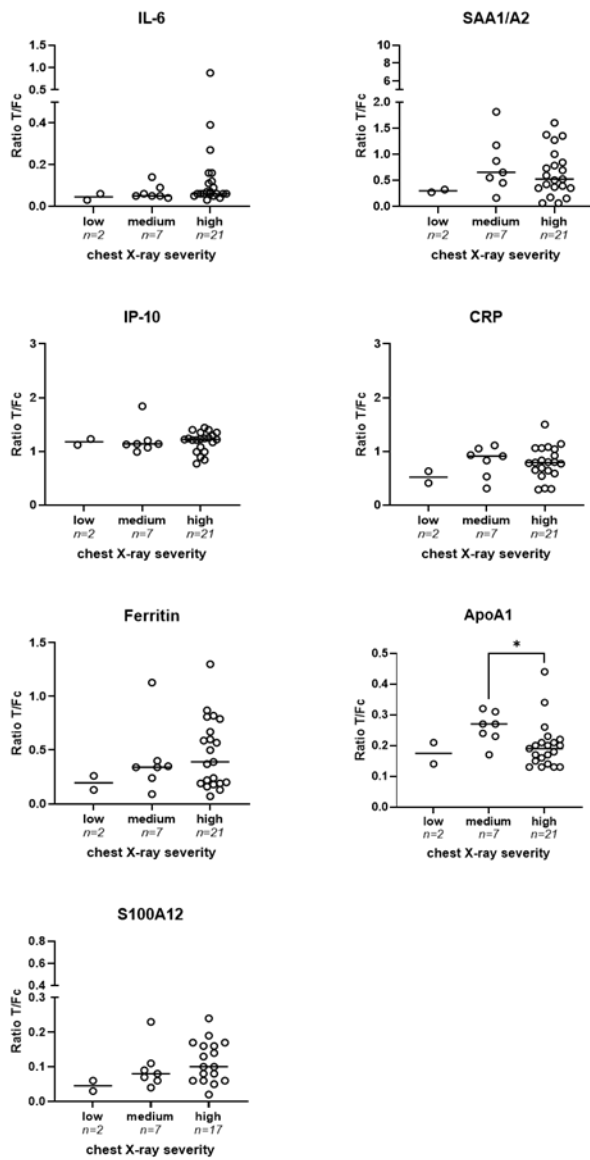 IL-6
1.5
1.0
0.5
0.4
0.2
0.0
Ratio T/Fc
low medium high
n=2 n=7 n=21
chest X-ray severity
SAA1/A2
10
8
6
2.0
1.5
1.0
0.5
0.0
Ratio T/Fc
low medium high
n=2 n=7 n=21
chest X-ray severity
IP-10
3
2
1
0
Ratio T/Fc
low medium high
n=2 n=7 n=21
chest X-ray severity
CRP
3
2
1
0
Ratio T/Fc
low medium high
n=2 n=7 n=21
chest X-ray severity
Ferritin
1.5
1.0
0.5
0.0
Ratio T/Fc
low medium high
n=2 n=7 n=21
chest X-ray severity
ApoA1
*
0.5
0.4
0.3
0.2
0.1
0.0
Ratio T/Fc
low medium high
n=2 n=7 n=21
chest X-ray severity
S100A12
0.8
0.6
0.4
0.3
0.2
0.1
0.0
Ratio T/Fc
low medium high
n=2 n=7 n=17
chest X-ray severity